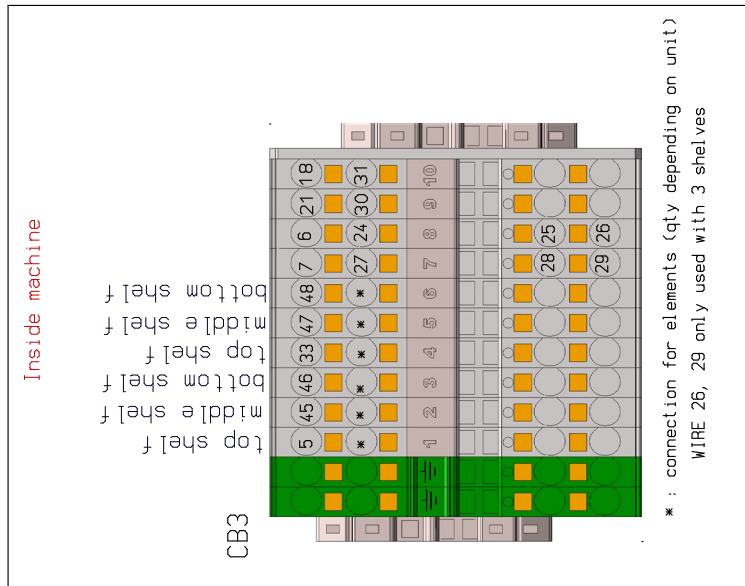 Inside machine
CB3
18 31 10
21 30 9
6 24 8 25 26
7 27 7 28 29
bottom shelf 48 * 6
middle shelf 47 * 5
top shelf 33 * 4
bottom shelf 46 * 3
middle shelf 45 * 2
top shelf 5 * 1
* : connection for elements (qty depending on unit)
WIRE 26, 29 only used with 3 shelves